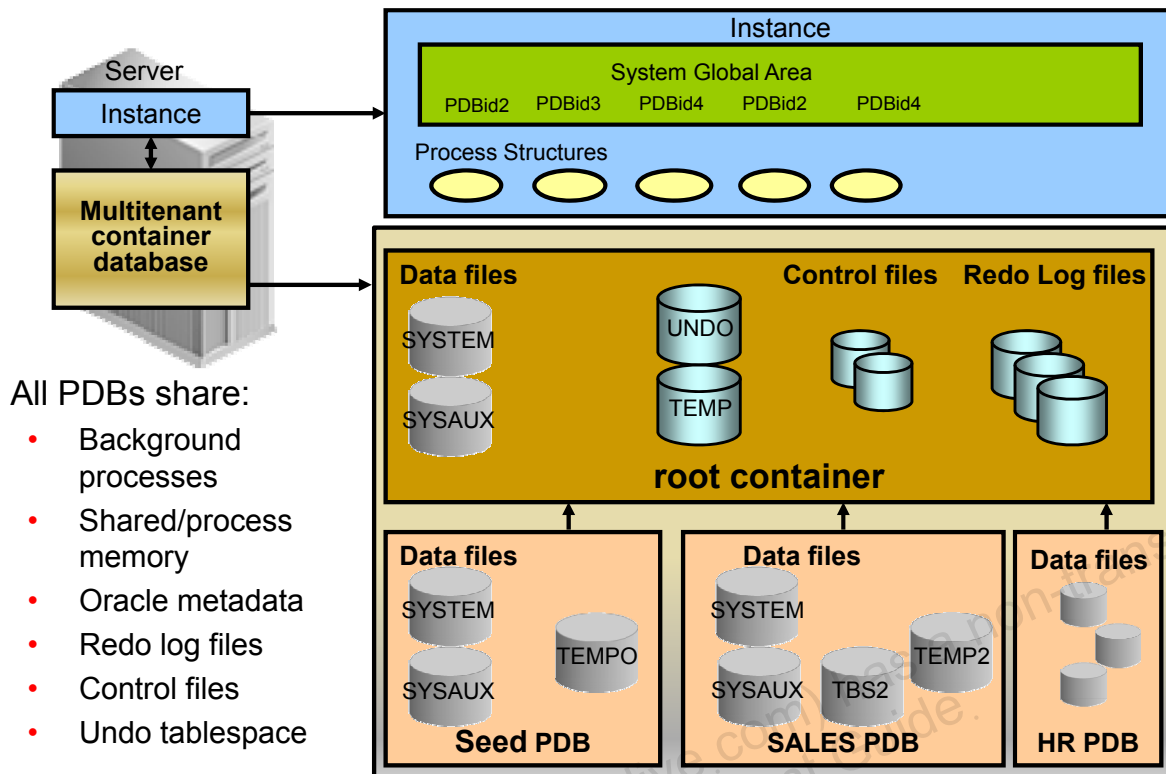 Server
Instance
Multitenant
container
database
All PDBs share:
• Background
processes
• Shared/process
memory
• Oracle metadata
• Redo log files
• Control files
• Undo tablespace
Instance
System Global Area
PDBid2 PDBid3 PDBid4 PDBid2 PDBid4
Process Structures
Data files Control files Redo Log files
SYSTEM
SYSAUX
UNDO
TEMP
root container
Data files
SYSTEM
SYSAUX
TEMPO
Seed PDB
Data files
SYSTEM
SYSAUX
TBS2
TEMP2
SALES PDB
Data files
HR PDB